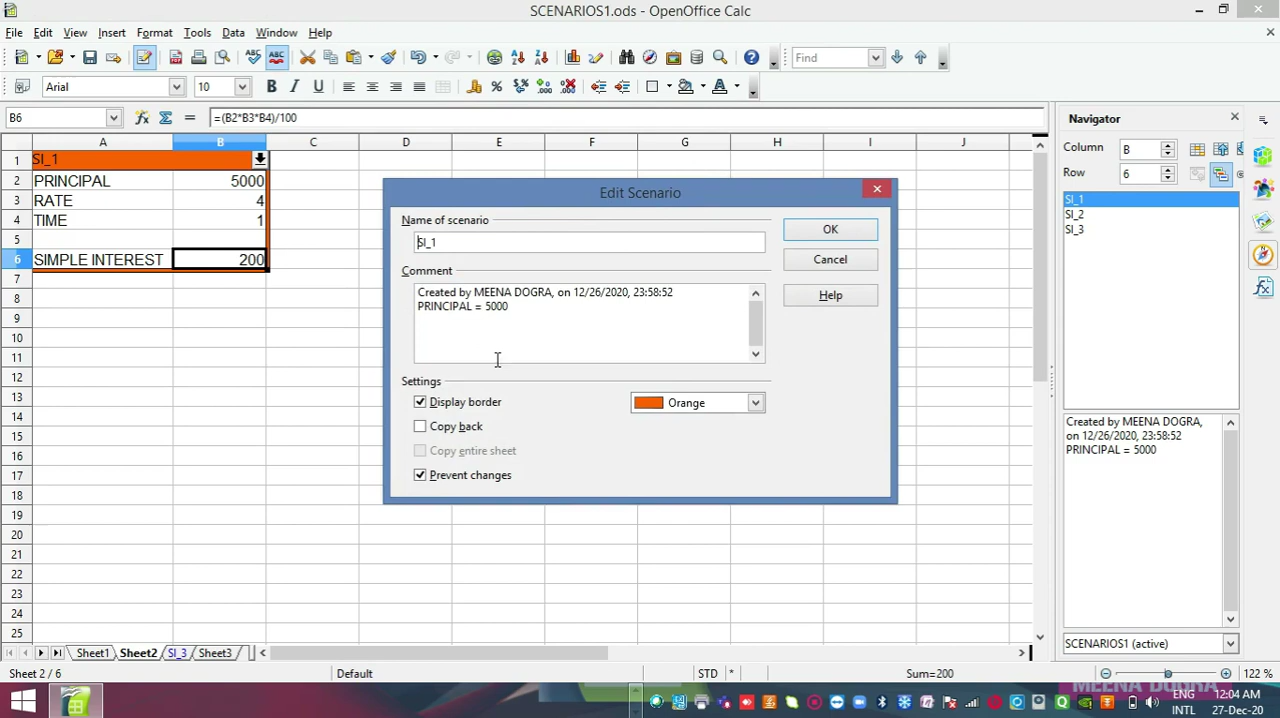 SCENARIOS1.ods - OpenOffice Calc
File Edit View Insert Format Tools Data Window Help
Find
Arial 10
B6 =(B2*B3*B4)/100
A B C D E F G H I J
1 SI_1
2 PRINCIPAL 5000
3 RATE 4
4 TIME 1
5
6 SIMPLE INTEREST 200
7
8
9
10
11
12
13
14
15
16
17
18
19
20
21
22
23
24
25
Edit Scenario
Name of scenario
SI_1
Comment
Created by MEENA DOGRA, on 12/26/2020, 23:58:52
PRINCIPAL = 5000
Settings
Display border
Orange
Copy back
Copy entire sheet
Prevent changes
OK
Cancel
Help
Navigator
Column B
Row 6
SI_1
SI_2
SI_3
Created by MEENA DOGRA,
on 12/26/2020, 23:58:52
PRINCIPAL = 5000
SCENARIOS1 (active)
Sheet1 Sheet2 SI_3 Sheet3
Sheet 2 / 6 Default STD * Sum=200 122 %
MEENA DOGRA
ENG
INTL
12:04 AM
27-Dec-20